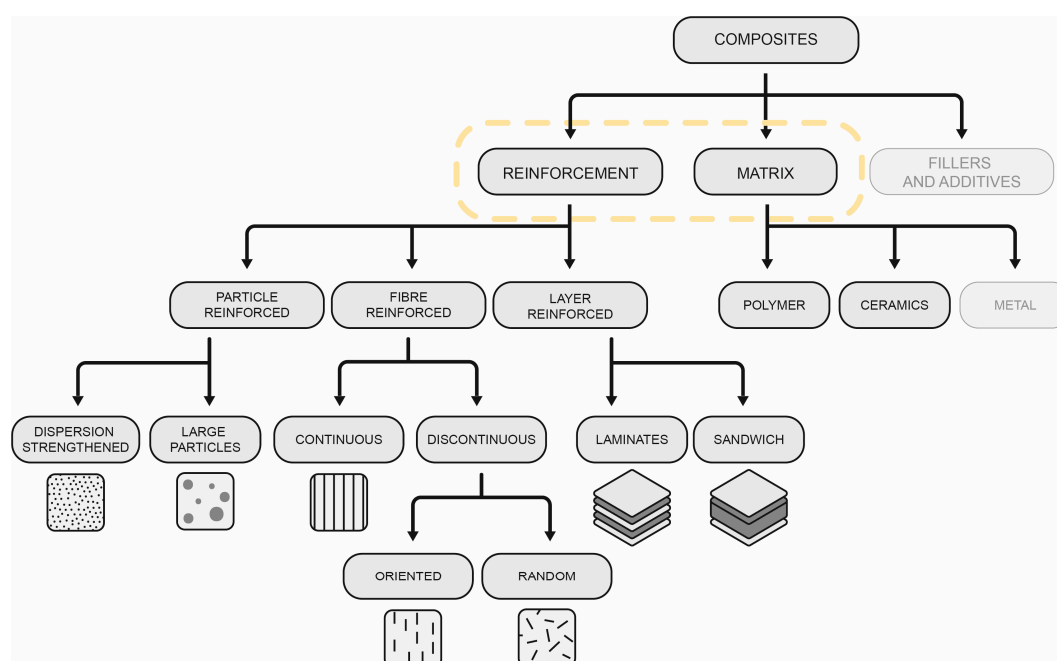 COMPOSITES
REINFORCEMENT
MATRIX
FILLERS
AND ADDITIVES
PARTICLE
REINFORCED
FIBRE
REINFORCED
LAYER
REINFORCED
POLYMER
CERAMICS
METAL
DISPERSION
STRENGTHENED
LARGE
PARTICLES
CONTINUOUS
DISCONTINUOUS
LAMINATES
SANDWICH
ORIENTED
RANDOM